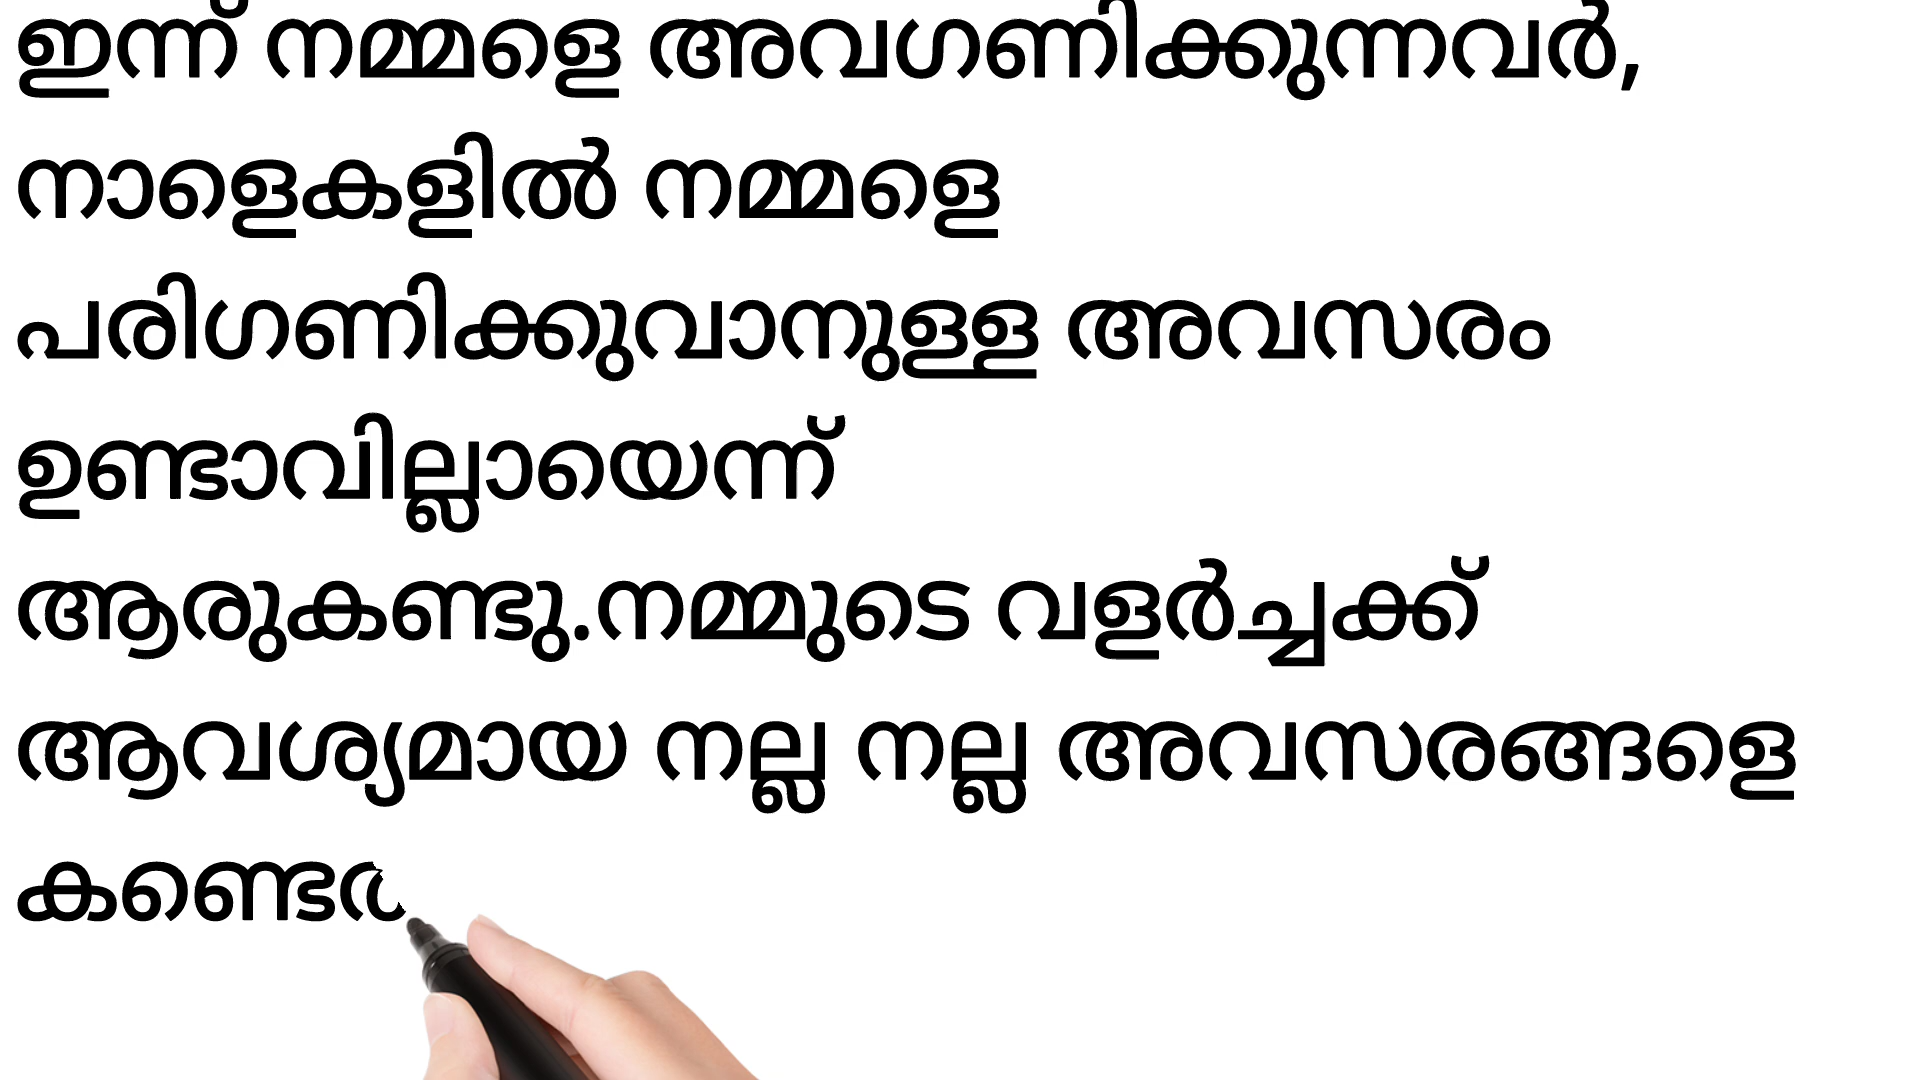 ഇന്ന് നമ്മളെ അവഗണിക്കുന്നവർ,
നാളെകളിൽ നമ്മളെ
പരിഗണിക്കുവാനുള്ള അവസരം
ഉണ്ടാവില്ലായെന്ന്
ആരുകണ്ടു.നമ്മുടെ വളർച്ചക്ക്
ആവശ്യമായ നല്ല നല്ല അവസരങ്ങളെ